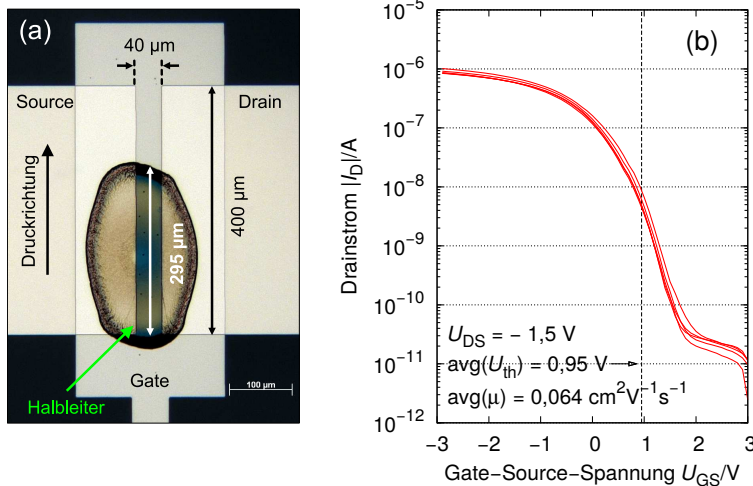 (a)
40 µm
Source
Drain
Druckrichtung
295 µm
400 µm
Gate
Halbleiter
100 µm
(b)
Drainstrom |I_D|/A
10⁻⁵
10⁻⁶
10⁻⁷
10⁻⁸
10⁻⁹
10⁻¹⁰
10⁻¹¹
10⁻¹²
U_DS = − 1,5 V
avg(U_th) = 0,95 V
avg(µ) = 0,064 cm²V⁻¹s⁻¹
−3 −2 −1 0 1 2 3
Gate−Source−Spannung U_GS/V